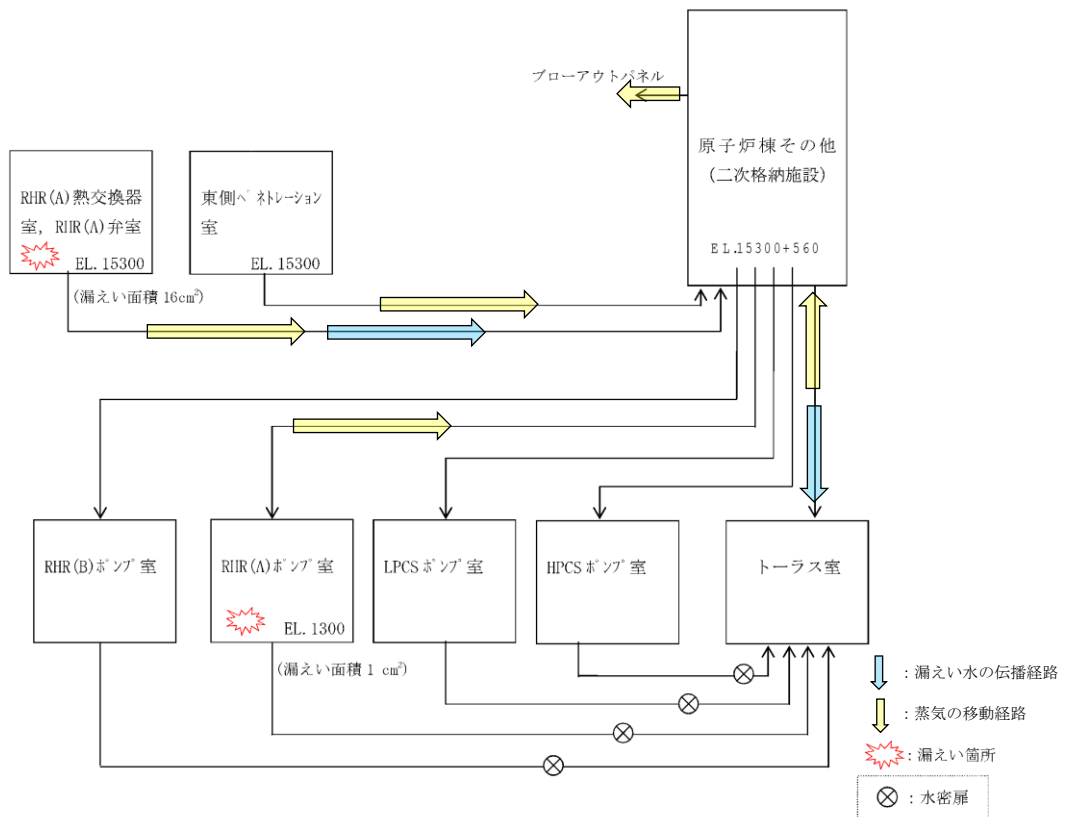 ブローアウトパネル
原子炉棟その他
(二次格納施設)
EL.15300+560
RHR(A)熱交換器
室, RHR(A)弁室
EL.15300
(漏えい面積 16cm²)
東側ペネトレーション
室
EL.15300
RHR(B)ポンプ室
RHR(A)ポンプ室
EL.1300
(漏えい面積 1 cm²)
LPCSポンプ室
HPCSポンプ室
トーラス室
:漏えい水の伝播経路
:蒸気の移動経路
:漏えい箇所
:水密扉